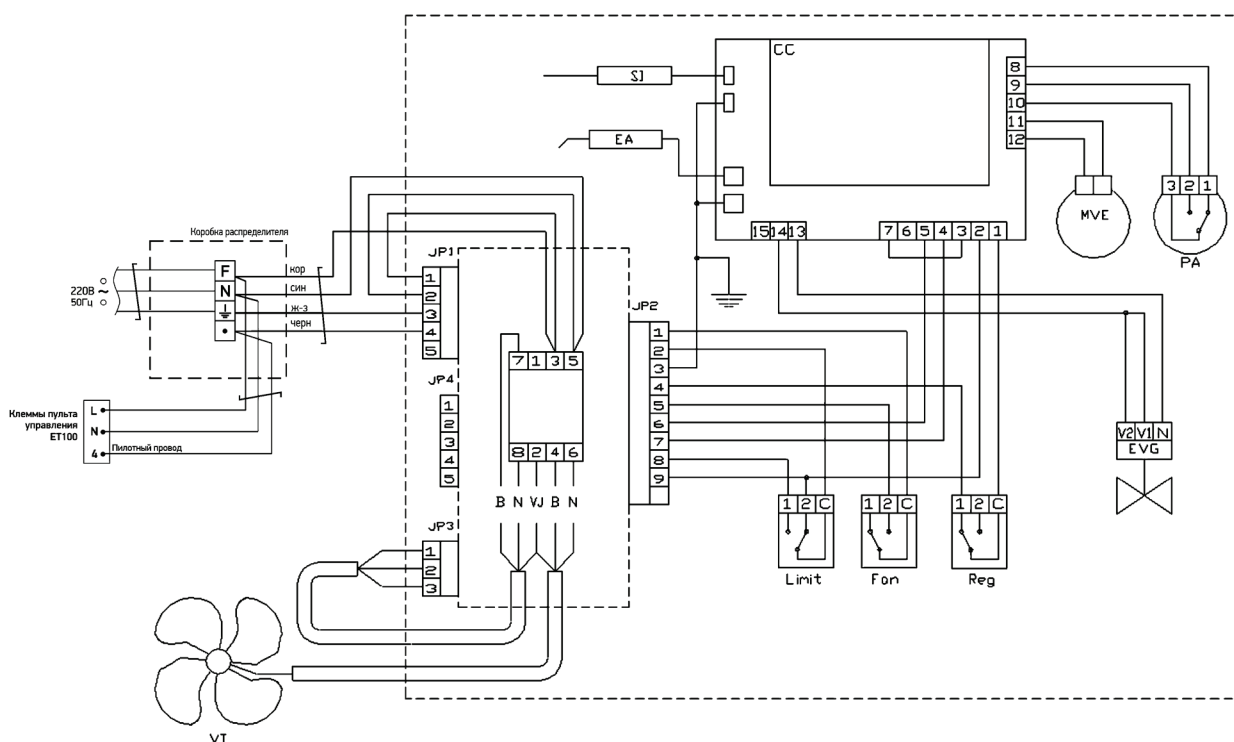 CC
SI
EA
8
9
10
11
12
3 2 1
MVE
PA
15 14 13
7 6 5 4 3 2 1
Коробка распределителя
F
N
кор
син
ж-з
черн
220В ~
50Гц
JP1
1
2
3
4
5
JP2
1
2
3
4
5
6
7
8
9
7 1 3 5
8 2 4 6
B N VJ B N
JP4
1
2
3
4
5
Клеммы пульта
управления
ET100
L
N
4
Пилотный провод
JP3
1
2
3
V2 V1 N
EVG
1 2 C
Limit
1 2 C
Fan
1 2 C
Reg
VI